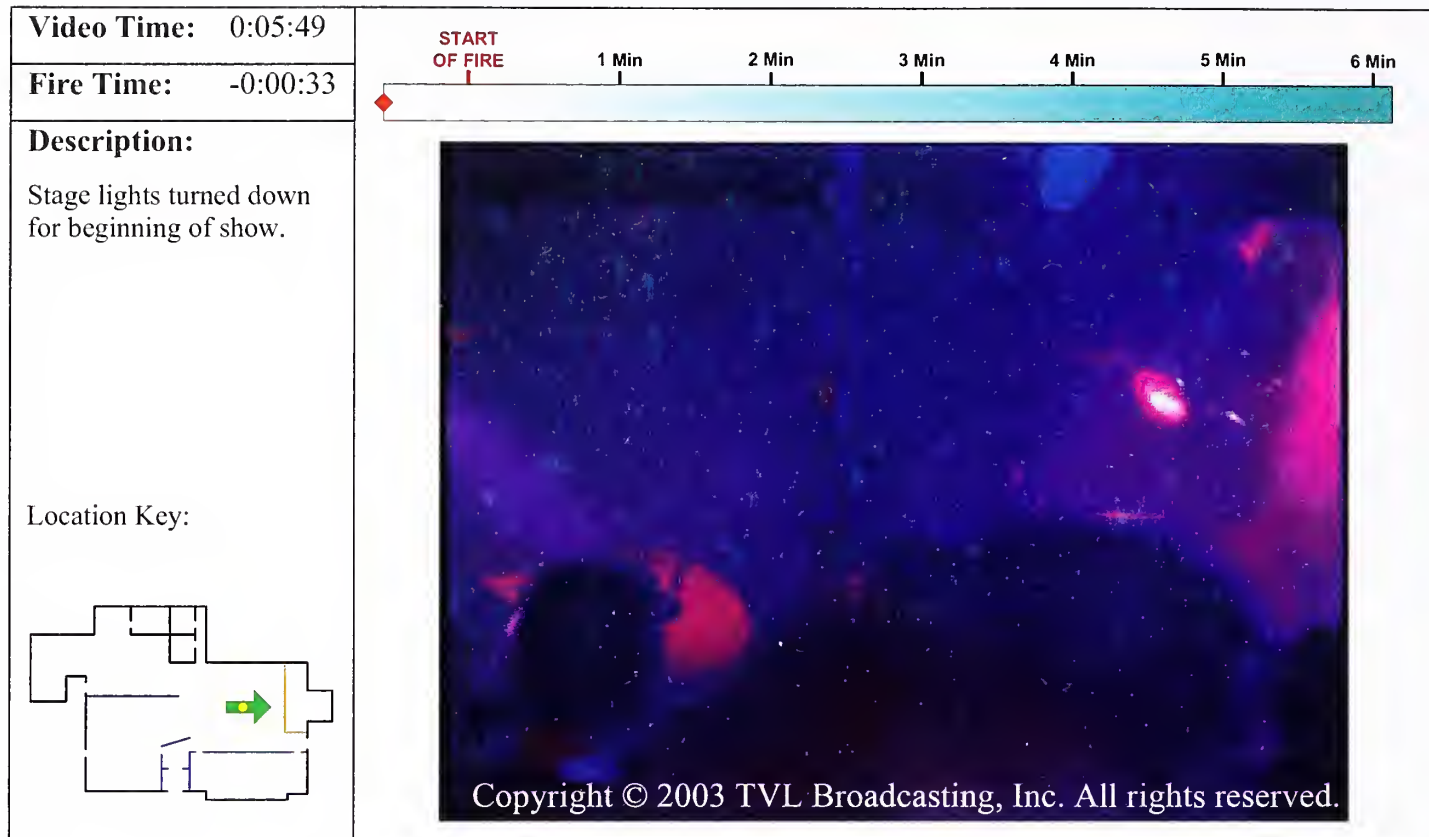 Video Time: 0:05:49
Fire Time: -0:00:33
Description:
Stage lights turned down
for beginning of show.
Location Key:
START
OF FIRE
1 Min
2 Min
3 Min
4 Min
5 Min
6 Min
Copyright © 2003 TVL Broadcasting, Inc. All rights reserved.